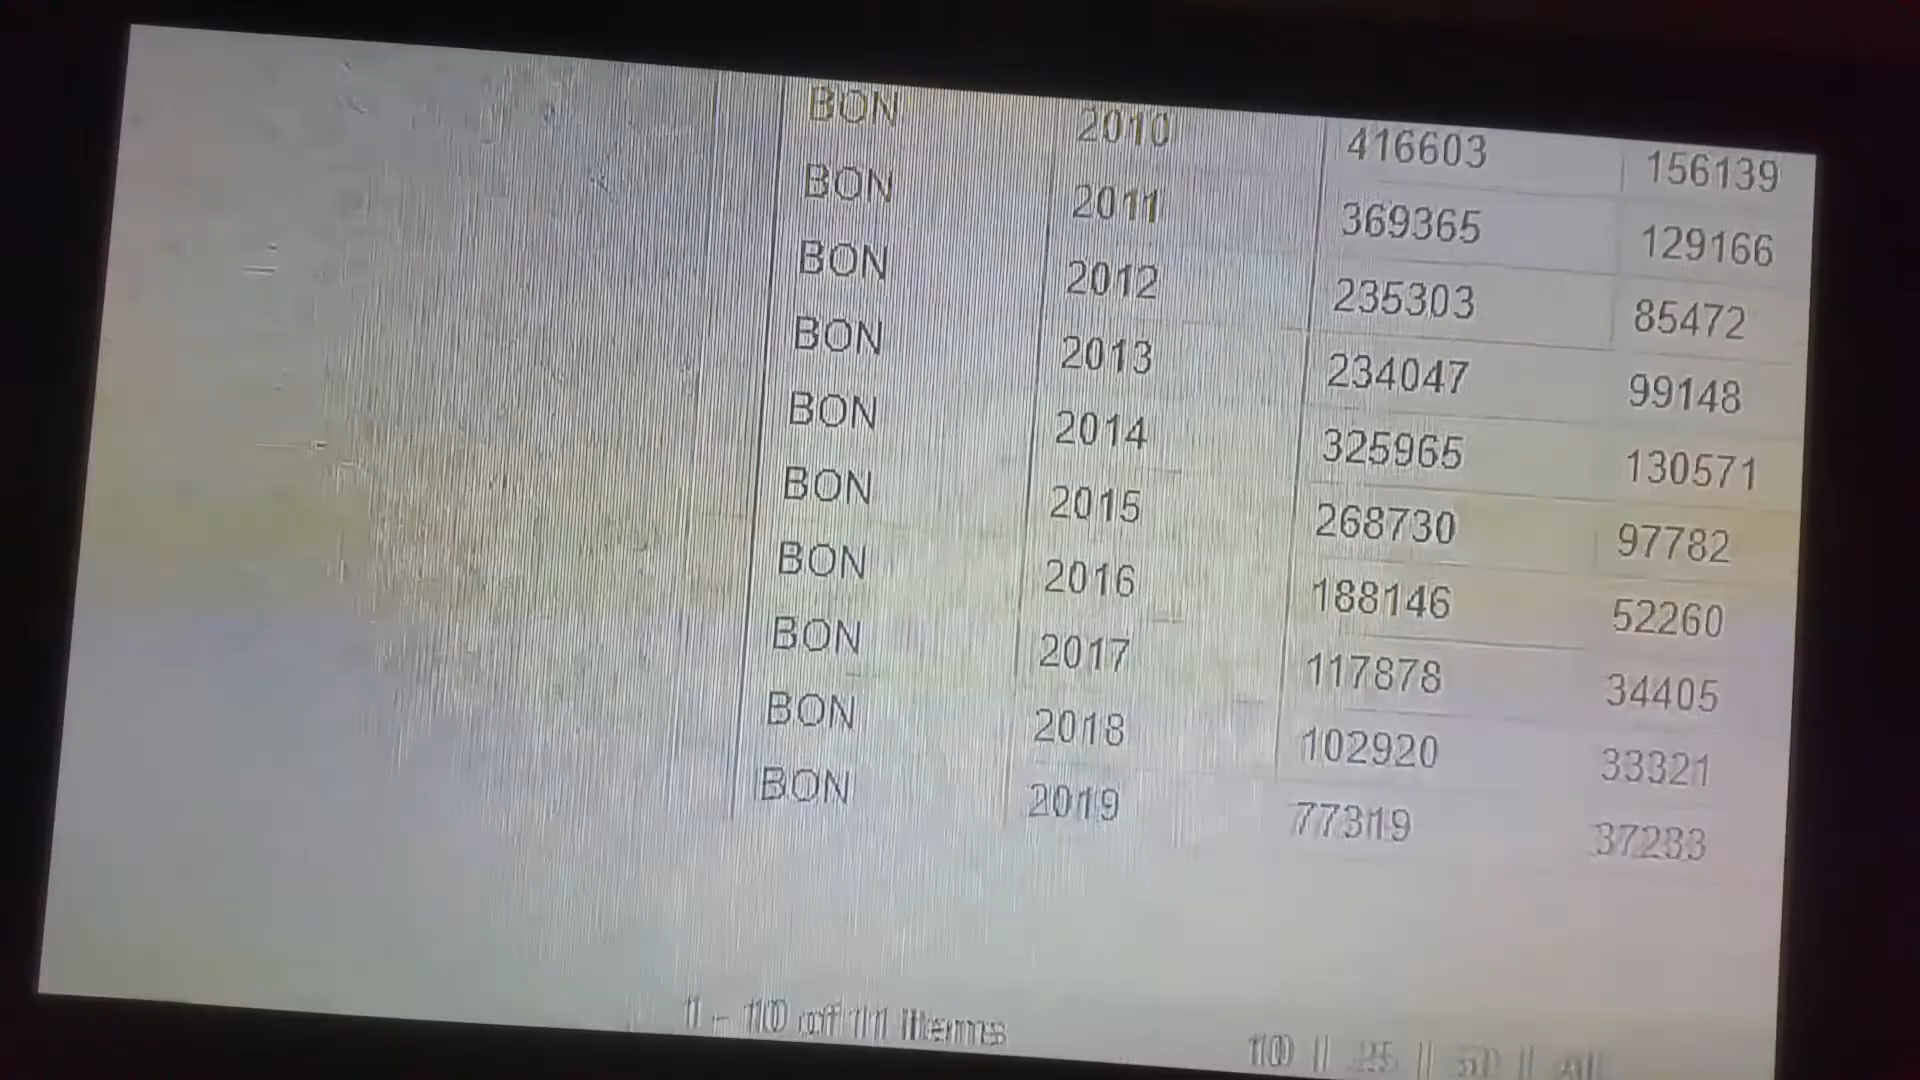 BON 2010 416603 156139
BON 2011 369365 129166
BON 2012 235303 85472
BON 2013 234047 99148
BON 2014 325965 130571
BON 2015 268730 97782
BON 2016 188146 52260
BON 2017 117878 34405
BON 2018 102920 33321
BON 2019 77319 37233
1 - 10 of 11 items
10 || 25 || 50 || All